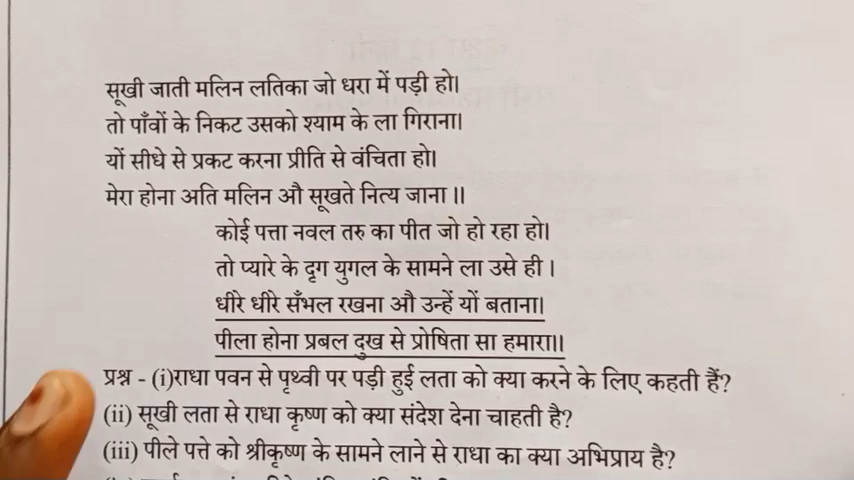 सूखी जाती मलिन लतिका जो धरा में पड़ी हो।
तो पाँवों के निकट उसको श्याम के ला गिराना।
यों सीधे से प्रकट करना प्रीति से वंचिता हो।
मेरा होना अति मलिन औ सूखते नित्य जाना ॥
कोई पत्ता नवल तरु का पीत जो हो रहा हो।
तो प्यारे के दृग युगल के सामने ला उसे ही ।
धीरे धीरे सँभल रखना औ उन्हें यों बताना।
पीला होना प्रबल दुख से प्रोषिता सा हमारा॥
प्रश्न - (i)राधा पवन से पृथ्वी पर पड़ी हुई लता को क्या करने के लिए कहती हैं?
(ii) सूखी लता से राधा कृष्ण को क्या संदेश देना चाहती है?
(iii) पीले पत्ते को श्रीकृष्ण के सामने लाने से राधा का क्या अभिप्राय है?